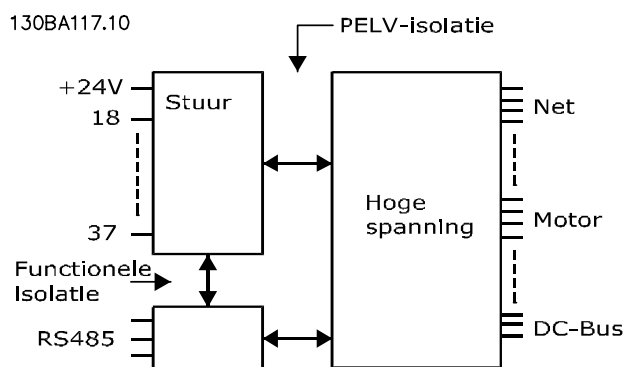 130BA117.10
PELV-isolatie
+24V
Stuur
18
Net
37
Hoge
spanning
Motor
Functionele
Isolatie
RS485
DC-Bus